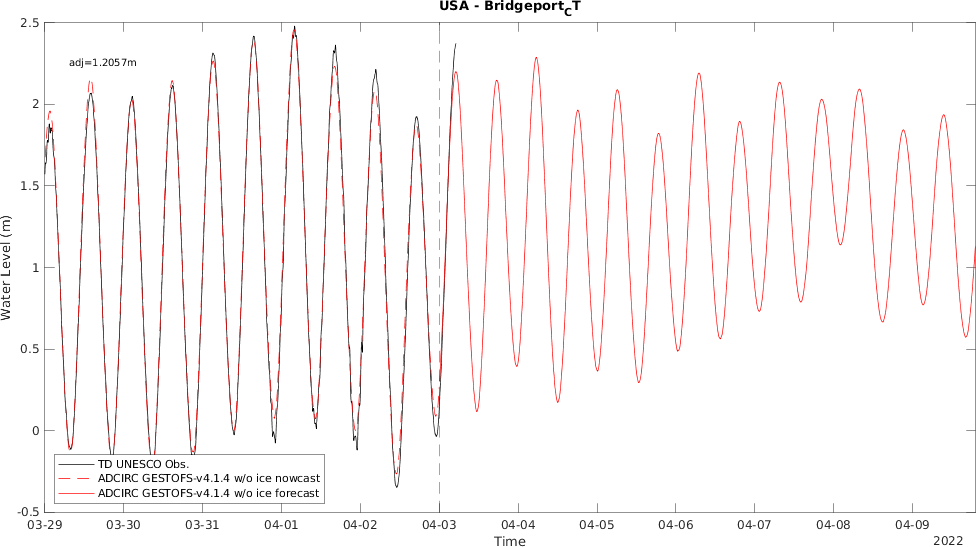 USA - Bridgeport_CT
2.5
adj=1.2057m
2
1.5
Water Level (m)
1
0.5
0
TD UNESCO Obs.
ADCIRC GESTOFS-v4.1.4 w/o ice nowcast
ADCIRC GESTOFS-v4.1.4 w/o ice forecast
-0.5
03-29 03-30 03-31 04-01 04-02 04-03 04-04 04-05 04-06 04-07 04-08 04-09
Time
2022